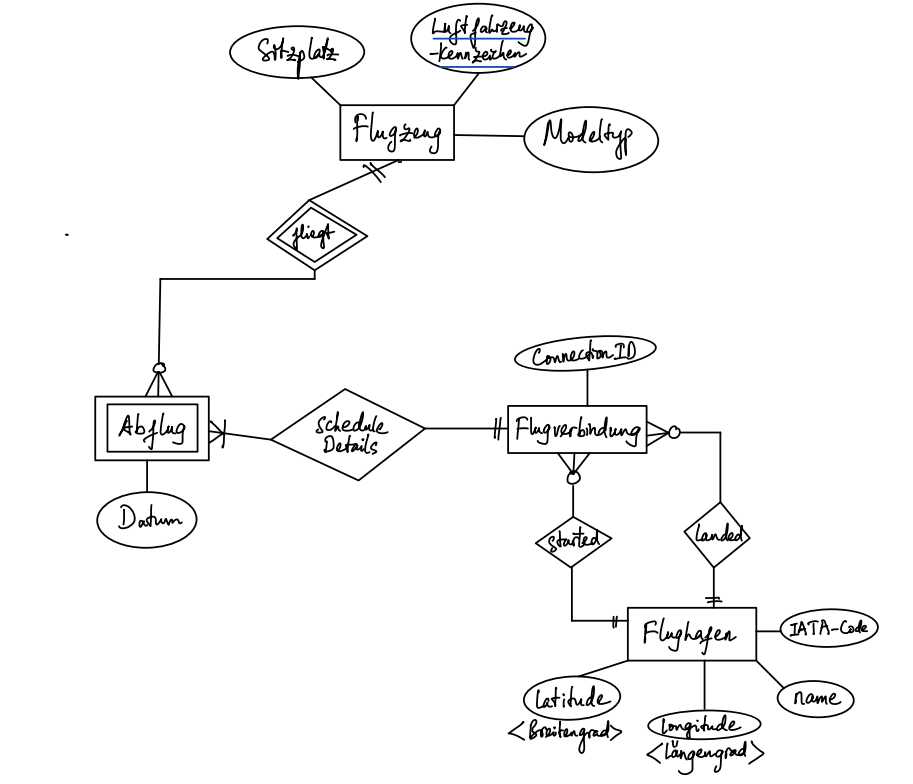 Sitzplatz
Luftfahrzeug
-Kennzeichen
Flugzeug
Modeltyp
fliegt
Connection ID
Abflug
Schedule
Details
Flugverbindung
Datum
started
Landed
Flughafen
IATA-Code
Latitude
<Breitengrad>
name
Longitude
<Längengrad>